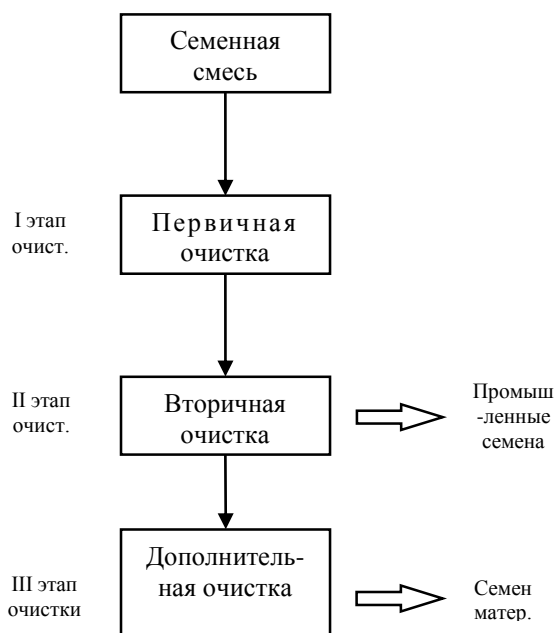 Семенная
смесь
I этап
очист.
Первичная
очистка
II этап
очист.
Вторичная
очистка
Промыш
-ленные
семена
III этап
очистки
Дополнитель-
ная очистка
Семен
матер.